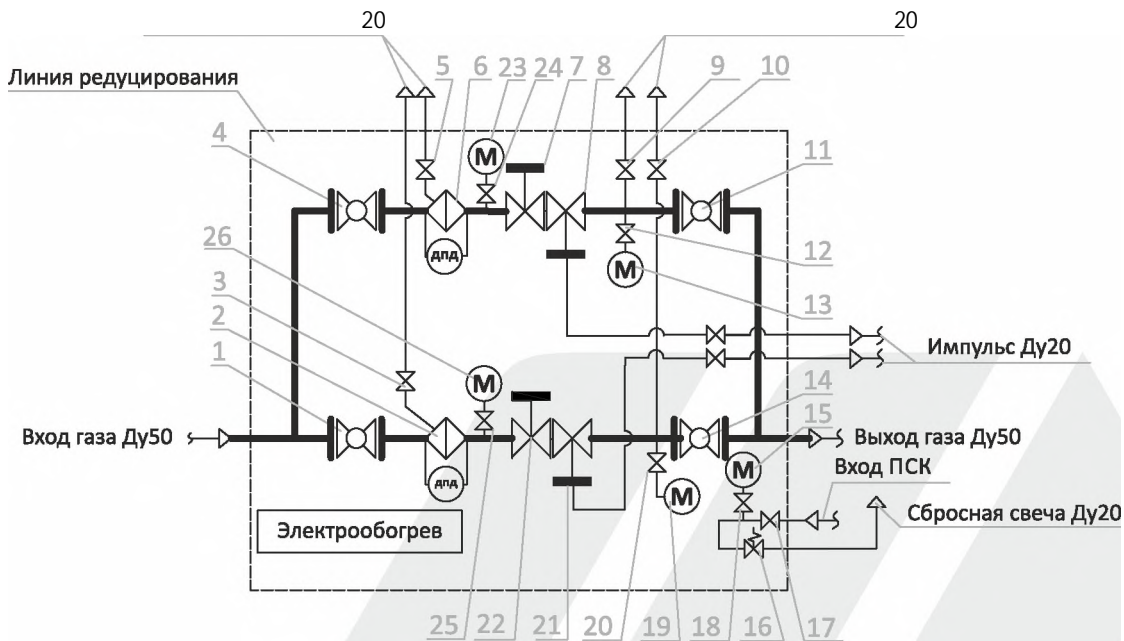 20 20
Линия редуцирования
5 6 23 24 7 8 9 10
4
М
11
ДПД
12
26
М
13
3
2
1
Импульс Ду20
М
14
15
Вход газа Ду50
Выход газа Ду50
Вход ПСК
ДПД
М
М
Сбросная свеча Ду20
Электрообогрев
25 22 21 20 19 18 16 17